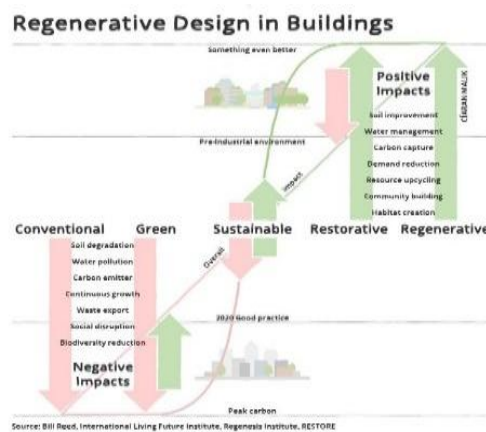 Regenerative Design in Buildings
Something even better
Positive
Impacts
CÍARAN MALIK
Soil improvement
Water management
Pre-industrial environment
Carbon capture
Demand reduction
Resource upcycling
Impact
Community building
Habitat creation
Conventional Green Sustainable Restorative Regenerative
Soil degradation
Water pollution
Overall
Carbon emitter
Continuous growth
Waste export
2020 Good practice
Social disruption
Biodiversity reduction
Negative
Impacts
Peak carbon
Source: Bill Reed, International Living Future Institute, Regenesis Institute, RESTORE